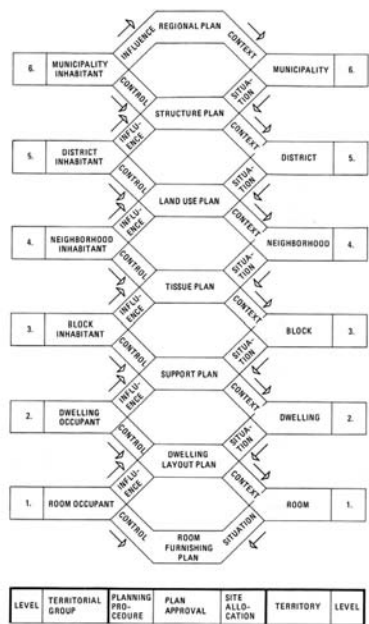 REGIONAL PLAN
INFLUENCE
CONTEXT
6.
MUNICIPALITY
INHABITANT
MUNICIPALITY
6.
CONTROL
SITUA-
TION
STRUCTURE PLAN
INFLU-
ENCE
CONTEXT
5.
DISTRICT
INHABITANT
DISTRICT
5.
CONTROL
SITUA-
TION
LAND USE PLAN
INFLU-
ENCE
CONTEXT
4.
NEIGHBORHOOD
INHABITANT
NEIGHBORHOOD
4.
CONTROL
SITUA-
TION
TISSUE PLAN
INFLU-
ENCE
CONTEXT
3.
BLOCK
INHABITANT
BLOCK
3.
CONTROL
SITUA-
TION
SUPPORT PLAN
INFLU-
ENCE
CONTEXT
2.
DWELLING
OCCUPANT
DWELLING
2.
CONTROL
SITUA-
TION
DWELLING
LAYOUT PLAN
INFLU-
ENCE
CONTEXT
1.
ROOM OCCUPANT
ROOM
1.
CONTROL
SITUATION
ROOM
FURNISHING
PLAN
LEVEL
TERRITORIAL
GROUP
PLANNING
PRO-
CEDURE
PLAN
APPROVAL
SITE
ALLO-
CATION
TERRITORY
LEVEL